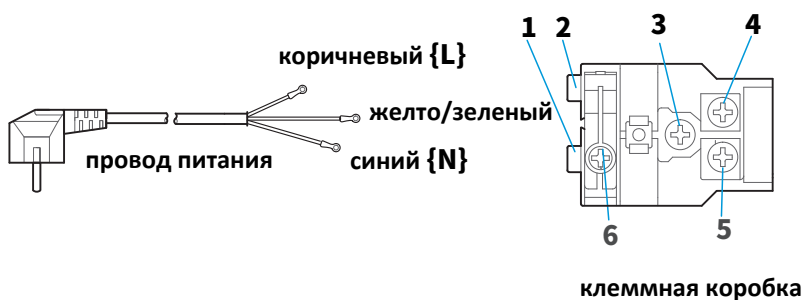 1 2 3 4
коричневый {L}
желто/зеленый
провод питания
синий {N}
6 5
клеммная коробка